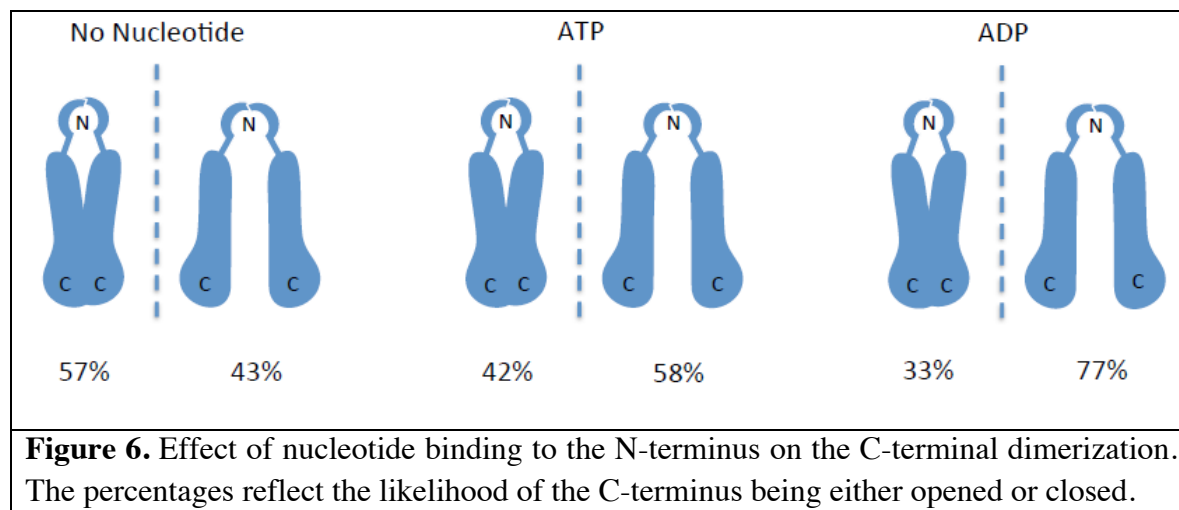 No Nucleotide ATP ADP
N N N N N N
C C C C C C C C C C C C
57% 43% 42% 58% 33% 77%
Figure 6. Effect of nucleotide binding to the N-terminus on the C-terminal dimerization.
The percentages reflect the likelihood of the C-terminus being either opened or closed.